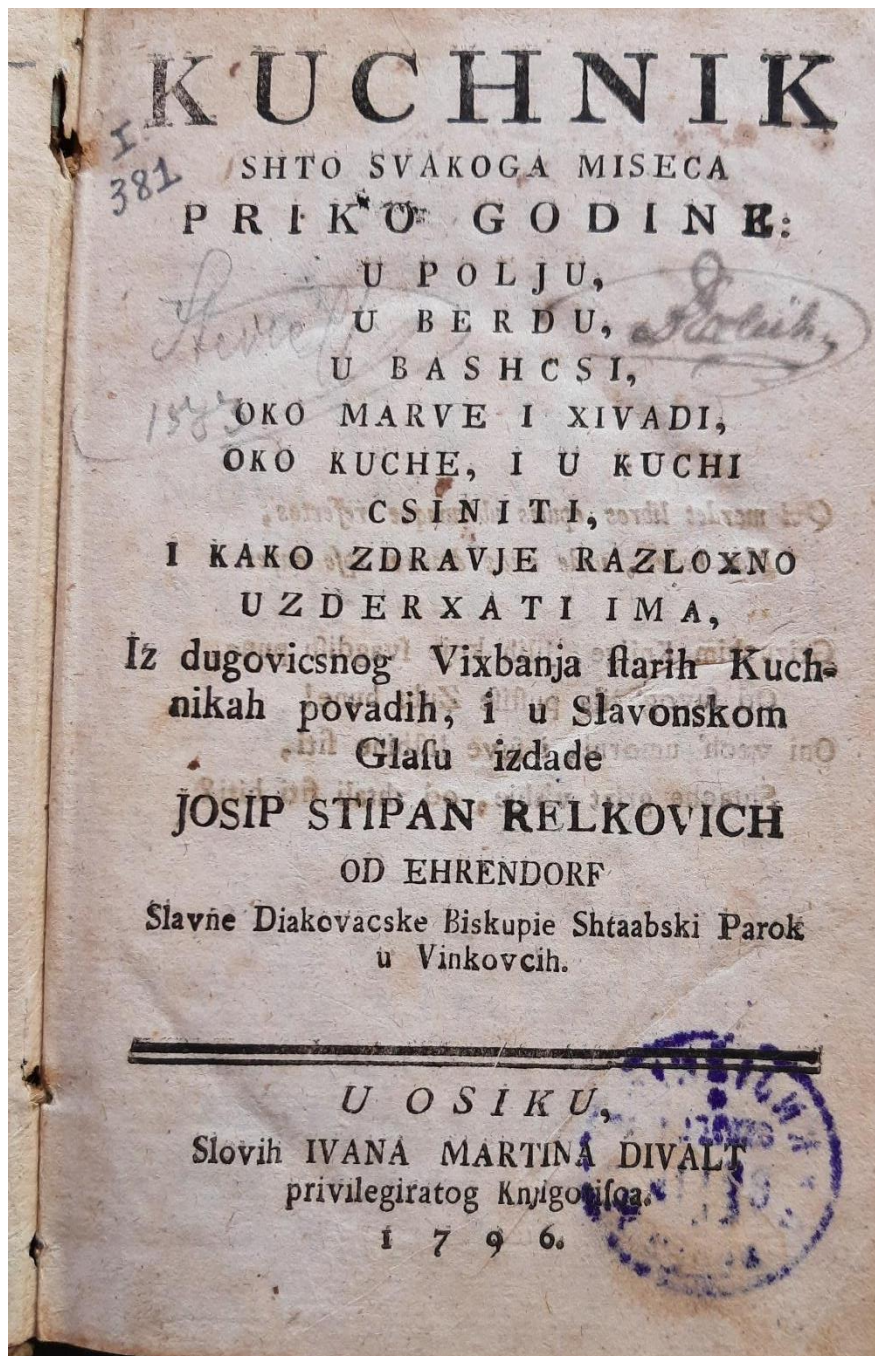 KUCHNIK
I
381
SHTO SVAKOGA MISECA
PRIKO GODINE:
U POLJU,
U BERDU,
U BASHCSI,
OKO MARVE I XIVADI,
OKO KUCHE, I U KUCHI
CSINITI,
I KAKO ZDRAVJE RAZLOXNO
UZDERXATI IMA,
Iz dugovicsnog Vixbanja ſtarih Kuch-
nikah povadih, i u Slavonskom
Glaſu izdade
JOSIP STIPAN RELKOVICH
OD EHRENDORF
Slavne Diakovacske Biskupie Shtaabski Parok
u Vinkovcih.
U OSIKU,
Slovih IVANA MARTINA DIVALT
privilegiratog Knjigotiſca.
1796.